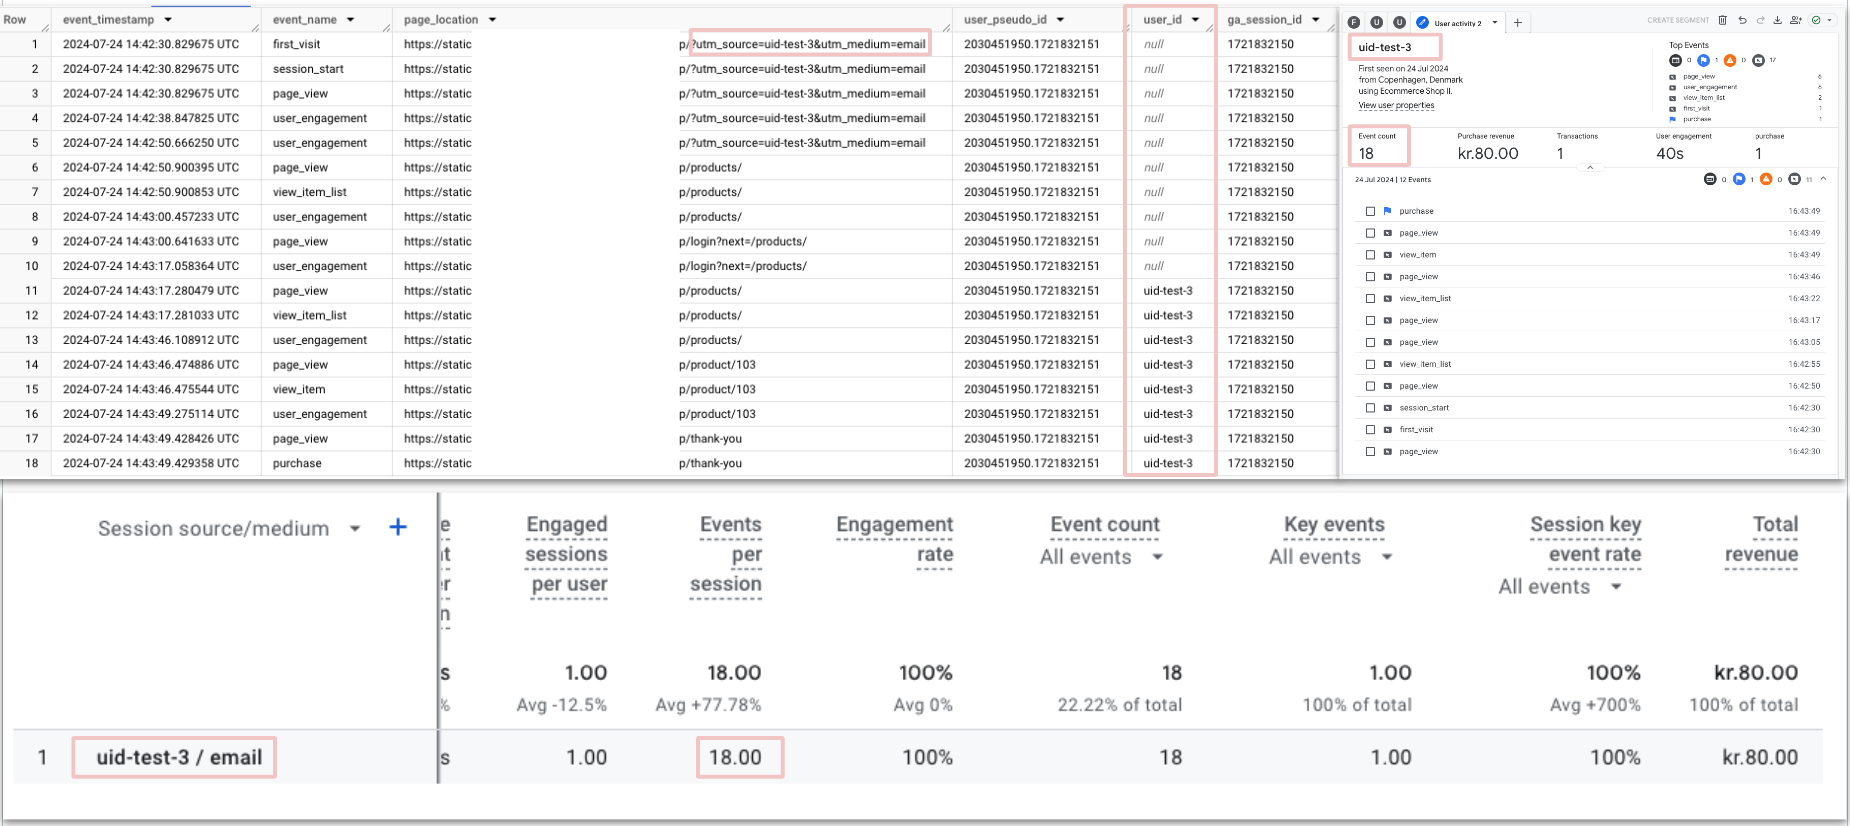 Row event_timestamp event_name page_location user_pseudo_id user_id ga_session_id
1 2024-07-24 14:42:30.829675 UTC first_visit https://static p/?utm_source=uid-test-3&utm_medium=email 2030451950.1721832151 null 1721832150
2 2024-07-24 14:42:30.829675 UTC session_start https://static p/?utm_source=uid-test-3&utm_medium=email 2030451950.1721832151 null 1721832150
3 2024-07-24 14:42:30.829675 UTC page_view https://static p/?utm_source=uid-test-3&utm_medium=email 2030451950.1721832151 null 1721832150
4 2024-07-24 14:42:38.847825 UTC user_engagement https://static p/?utm_source=uid-test-3&utm_medium=email 2030451950.1721832151 null 1721832150
5 2024-07-24 14:42:50.666250 UTC user_engagement https://static p/?utm_source=uid-test-3&utm_medium=email 2030451950.1721832151 null 1721832150
6 2024-07-24 14:42:50.900395 UTC page_view https://static p/products/ 2030451950.1721832151 null 1721832150
7 2024-07-24 14:42:50.900853 UTC view_item_list https://static p/products/ 2030451950.1721832151 null 1721832150
8 2024-07-24 14:43:00.457233 UTC user_engagement https://static p/products/ 2030451950.1721832151 null 1721832150
9 2024-07-24 14:43:00.641633 UTC page_view https://static p/login?next=/products/ 2030451950.1721832151 null 1721832150
10 2024-07-24 14:43:17.058364 UTC user_engagement https://static p/login?next=/products/ 2030451950.1721832151 null 1721832150
11 2024-07-24 14:43:17.280479 UTC page_view https://static p/products/ 2030451950.1721832151 uid-test-3 1721832150
12 2024-07-24 14:43:17.281033 UTC view_item_list https://static p/products/ 2030451950.1721832151 uid-test-3 1721832150
13 2024-07-24 14:43:46.108912 UTC user_engagement https://static p/products/ 2030451950.1721832151 uid-test-3 1721832150
14 2024-07-24 14:43:46.474886 UTC page_view https://static p/product/103 2030451950.1721832151 uid-test-3 1721832150
15 2024-07-24 14:43:46.475544 UTC view_item https://static p/product/103 2030451950.1721832151 uid-test-3 1721832150
16 2024-07-24 14:43:49.275114 UTC user_engagement https://static p/product/103 2030451950.1721832151 uid-test-3 1721832150
17 2024-07-24 14:43:49.428426 UTC page_view https://static p/thank-you 2030451950.1721832151 uid-test-3 1721832150
18 2024-07-24 14:43:49.429358 UTC purchase https://static p/thank-you 2030451950.1721832151 uid-test-3 1721832150
F U U User activity 2 CREATE SEGMENT
uid-test-3
First seen on 24 Jul 2024
from Copenhagen, Denmark
using Ecommerce Shop II.
View user properties
Top Events
0 1 0 17
page_view 6
user_engagement 6
view_item_list 2
first_visit 1
purchase 1
Event count Purchase revenue Transactions User engagement purchase
18 kr.80.00 1 40s 1
24 Jul 2024 | 12 Events 0 1 0 11
purchase 16:43:49
page_view 16:43:49
view_item 16:43:49
page_view 16:43:46
view_item_list 16:43:22
page_view 16:43:17
page_view 16:43:05
view_item_list 16:42:55
page_view 16:42:50
session_start 16:42:30
first_visit 16:42:30
page_view 16:42:30
Session source/medium
e
t
r
n
Engaged
sessions
per user
Events
per
session
Engagement
rate
Event count
All events
Key events
All events
Session key
event rate
All events
Total
revenue
s 1.00 18.00 100% 18 1.00 100% kr.80.00
% Avg -12.5% Avg +77.78% Avg 0% 22.22% of total 100% of total Avg +700% 100% of total
1 uid-test-3 / email s 1.00 18.00 100% 18 1.00 100% kr.80.00